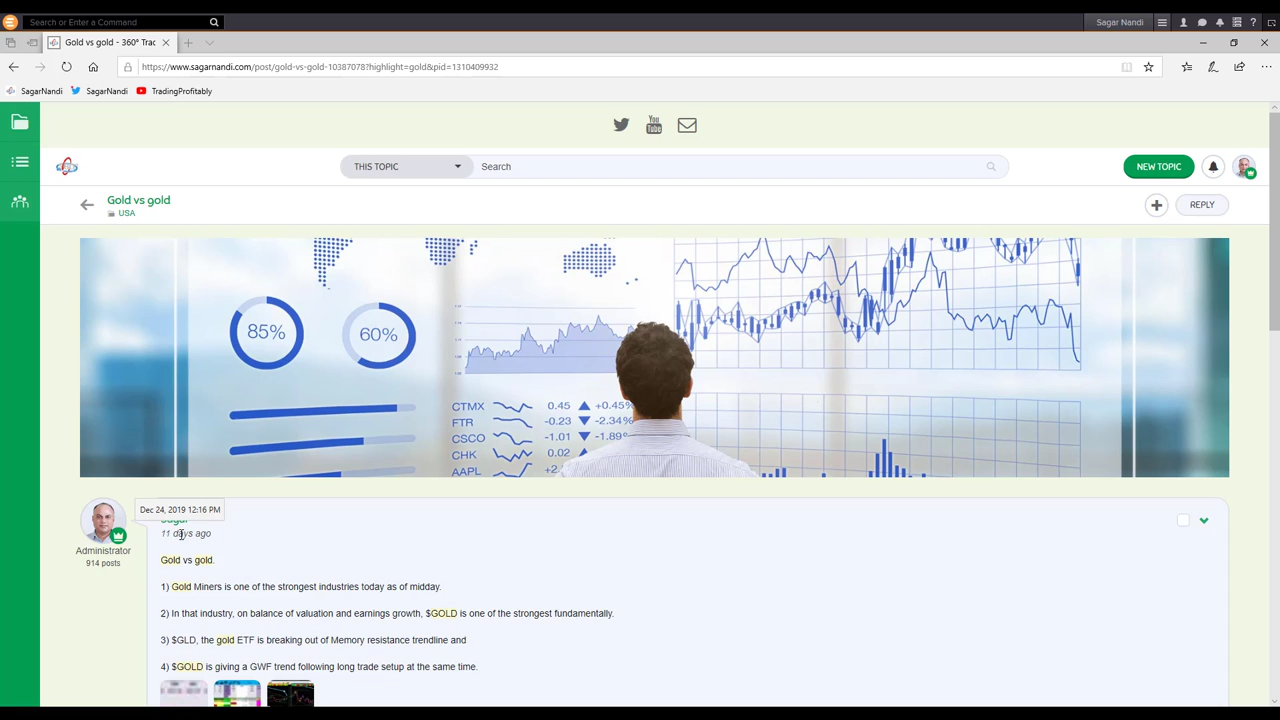 Search or Enter a Command
Sagar Nandi
Gold vs gold - 360° Trac
https://www.sagarnandi.com/post/gold-vs-gold-10387078?highlight=gold&pid=1310409932
SagarNandi
SagarNandi
TradingProfitably
You
Tube
THIS TOPIC
Search
NEW TOPIC
Gold vs gold
USA
REPLY
85%
60%
CTMX 0.45 +0.45%
FTR -0.23 -2.34%
CSCO -1.01 -1.89%
CHK 0.02
AAPL +2.
Dec 24, 2019 12:16 PM
Sagar
11 days ago
Administrator
914 posts
Gold vs gold.
1) Gold Miners is one of the strongest industries today as of midday.
2) In that industry, on balance of valuation and earnings growth, $GOLD is one of the strongest fundamentally.
3) $GLD, the gold ETF is breaking out of Memory resistance trendline and
4) $GOLD is giving a GWF trend following long trade setup at the same time.